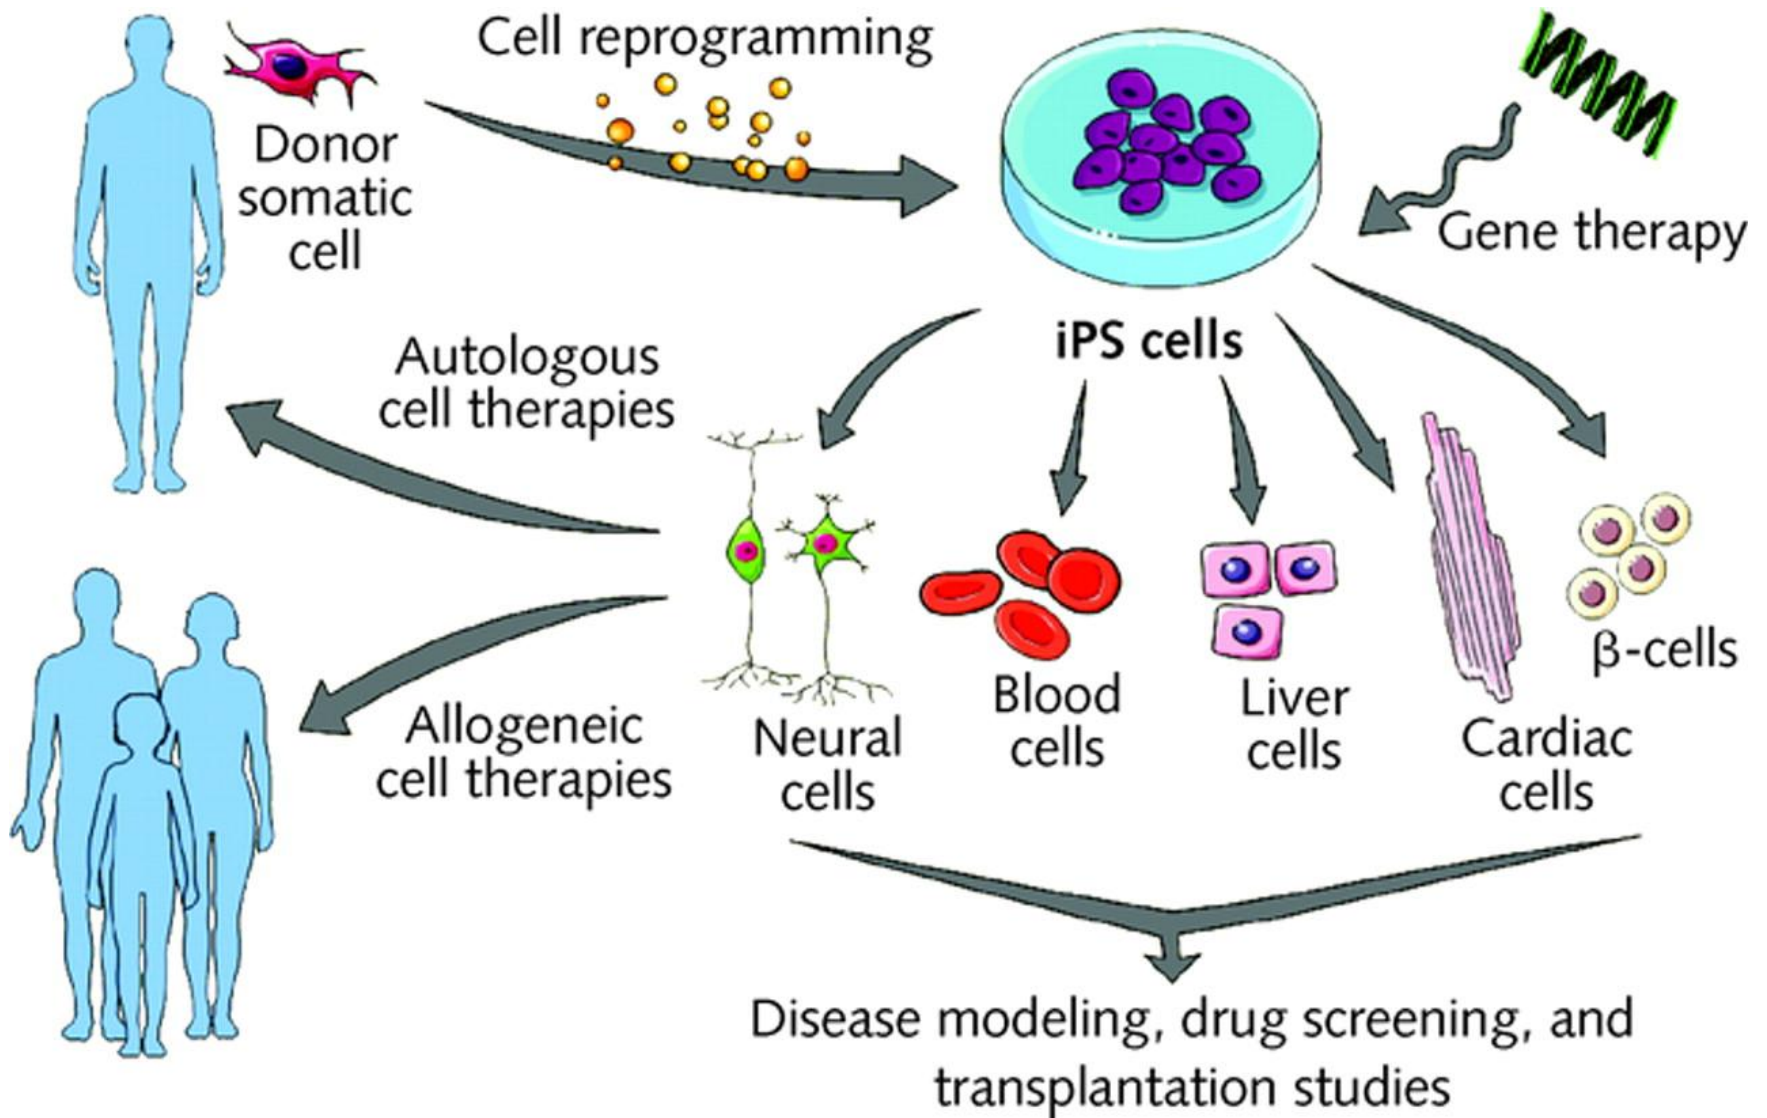 Cell reprogramming
Donor
somatic
cell
Gene therapy
iPS cells
Autologous
cell therapies
Allogeneic
cell therapies
Neural
cells
Blood
cells
Liver
cells
Cardiac
cells
β-cells
Disease modeling, drug screening, and
transplantation studies